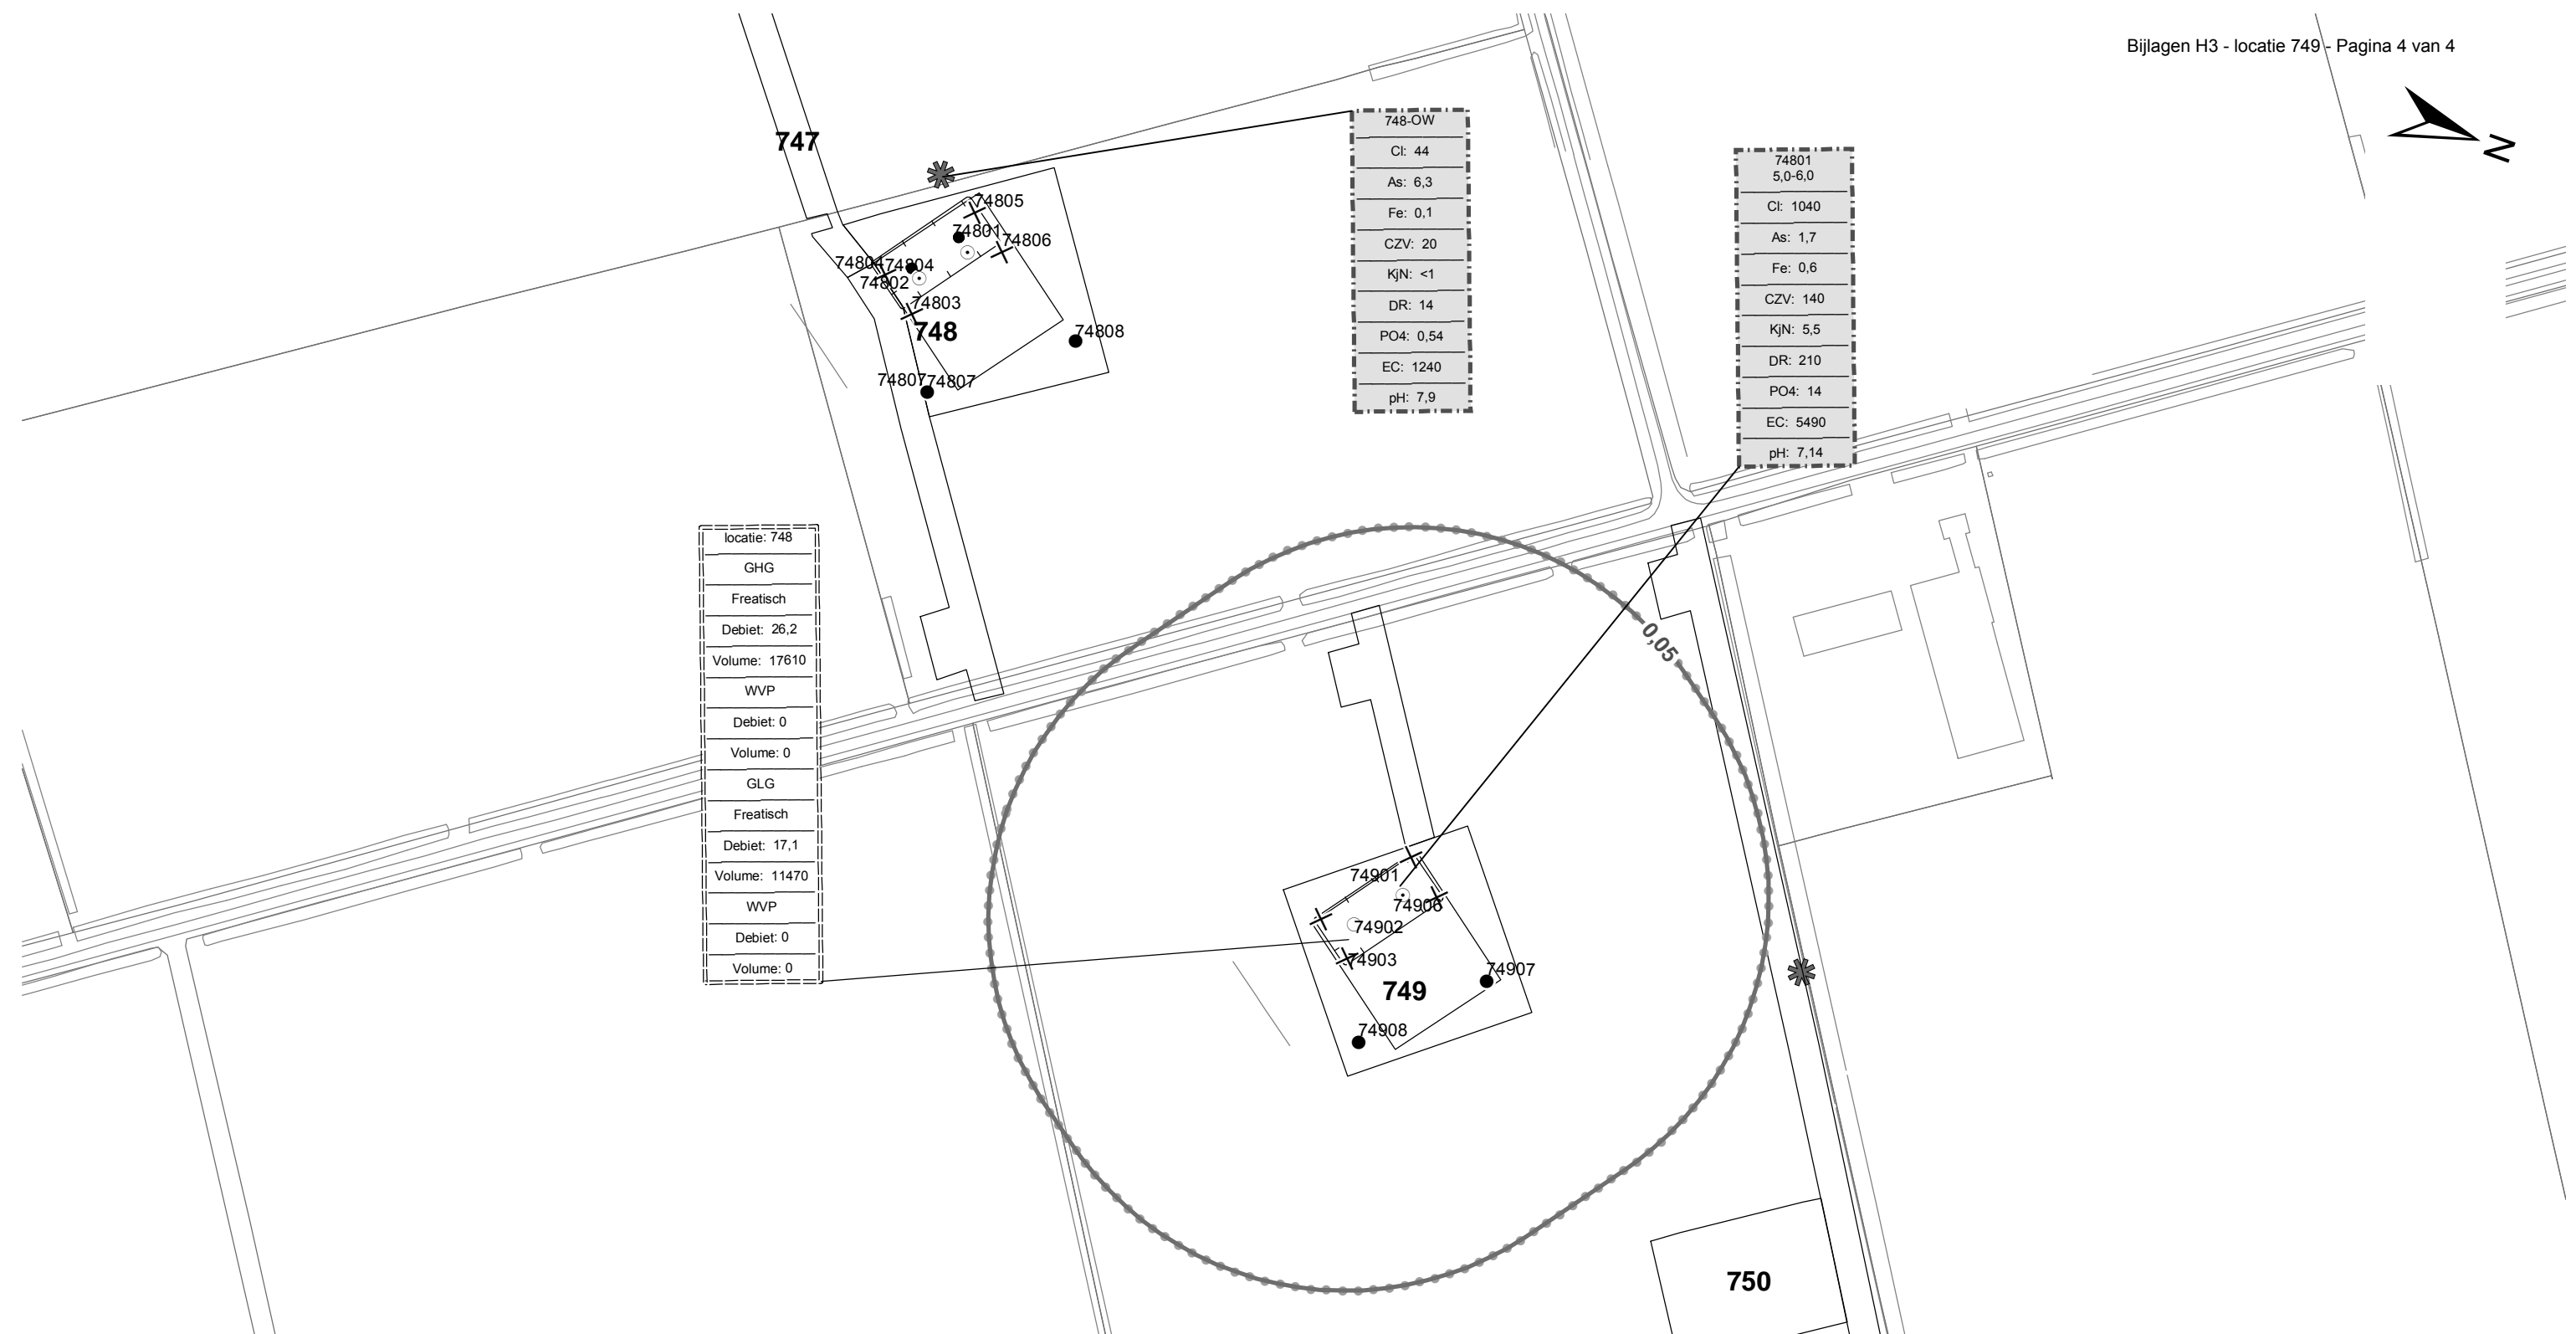 Bijlagen H3 - locatie 749 - Pagina 4 van 4
N
747
748-OW
Cl: 44
As: 6,3
Fe: 0,1
CZV: 20
KjN: <1
DR: 14
PO4: 0,54
EC: 1240
pH: 7,9
74801
5,0-6,0
Cl: 1040
As: 1,7
Fe: 0,6
CZV: 140
KjN: 5,5
DR: 210
PO4: 14
EC: 5490
pH: 7,14
74805
74801
74806
74804
74804
74802
74803
748
74808
74807
74807
locatie: 748
GHG
Freatisch
Debiet: 26,2
Volume: 17610
WVP
Debiet: 0
Volume: 0
GLG
Freatisch
Debiet: 17,1
Volume: 11470
WVP
Debiet: 0
Volume: 0
0,05
74901
74906
74902
74903
74907
749
74908
750